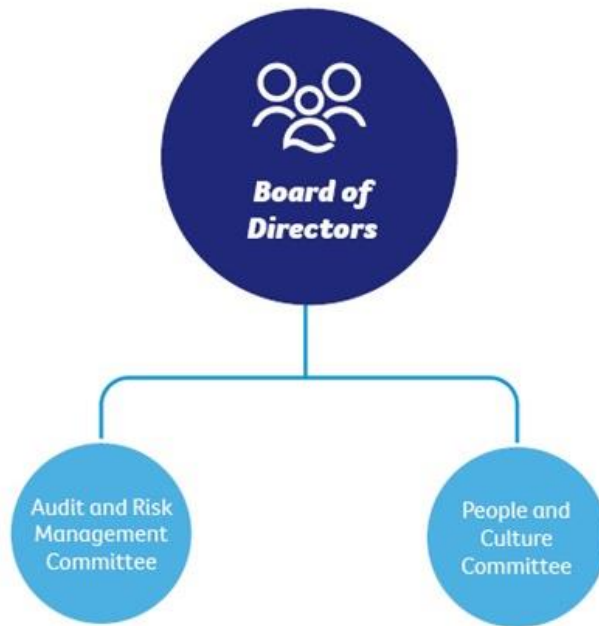 Board of
Directors
Audit and Risk
Management
Committee
People and
Culture
Committee